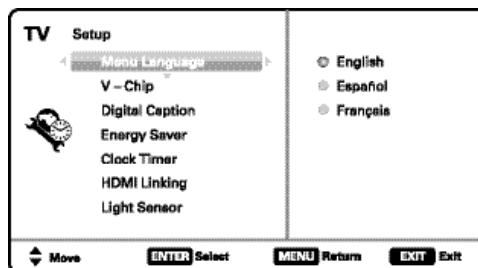 TV Setup
Menu Language
V - Chip
Digital Caption
Energy Saver
Clock Timer
HDMI Linking
Light Sensor
English
Español
Français
Move ENTER Select MENU Return EXIT Exit